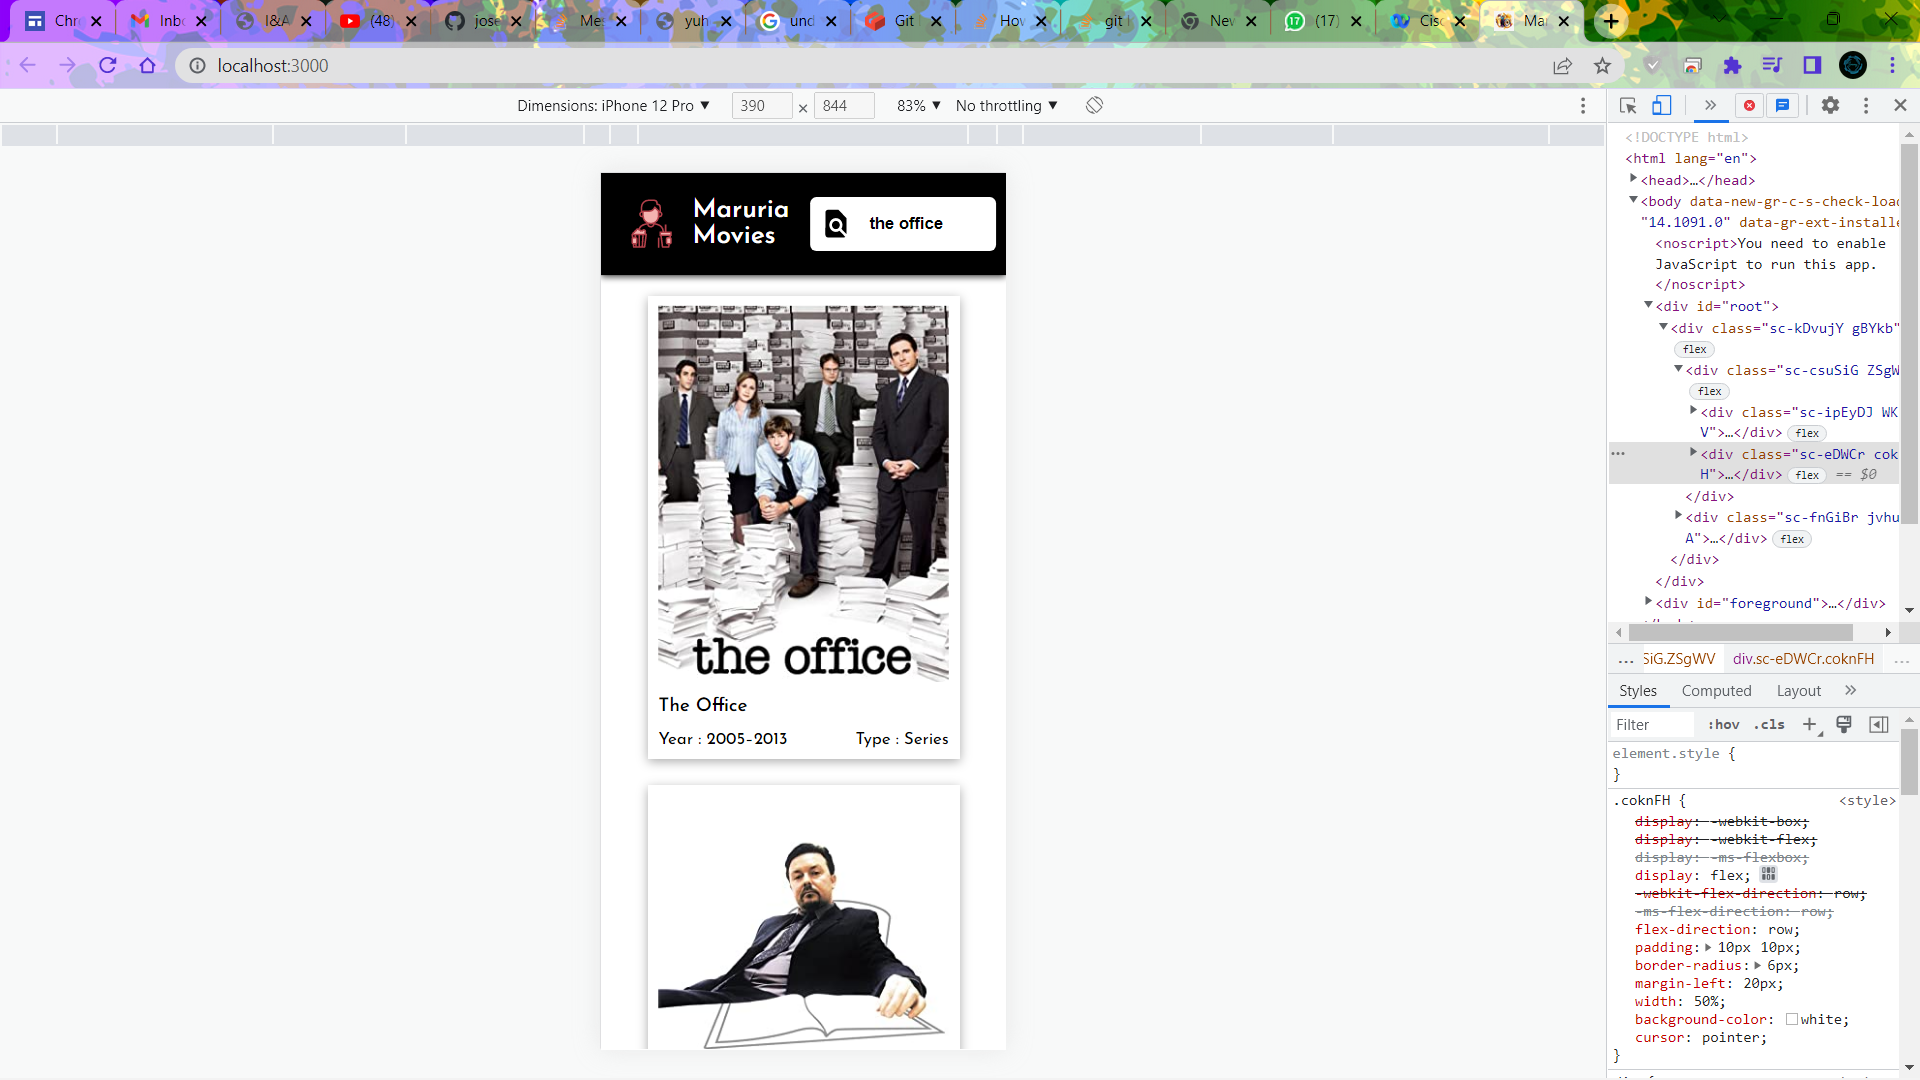 Chr
Inbo
I&A
(48)
jose
Me
yuh
und
Git
How
git l
New
(17)
Cisc
Mar
localhost:3000
Dimensions: iPhone 12 Pro ▼ 390 × 844 83% ▼ No throttling ▼
Maruria
Movies
the office
the office
The Office
Year : 2005–2013 Type : Series
<!DOCTYPE html>
<html lang="en">
<head>…</head>
<body data-new-gr-c-s-check-loa
"14.1091.0" data-gr-ext-installe
<noscript>You need to enable
JavaScript to run this app.
</noscript>
<div id="root">
<div class="sc-kDvujY gBYkb"
flex
<div class="sc-csuSiG ZSgW
flex
<div class="sc-ipEyDJ WK
V">…</div> flex
<div class="sc-eDWCr cok
H">…</div> flex == $0
</div>
<div class="sc-fnGiBr jvhu
A">…</div> flex
</div>
</div>
<div id="foreground">…</div>
... SiG.ZSgWV div.sc-eDWCr.coknFH ...
Styles Computed Layout »
Filter :hov .cls +
element.style {
}
.coknFH { <style>
display: -webkit-box;
display: -webkit-flex;
display: -ms-flexbox;
display: flex;
-webkit-flex-direction: row;
-ms-flex-direction: row;
flex-direction: row;
padding: 10px 10px;
border-radius: 6px;
margin-left: 20px;
width: 50%;
background-color: white;
cursor: pointer;
}